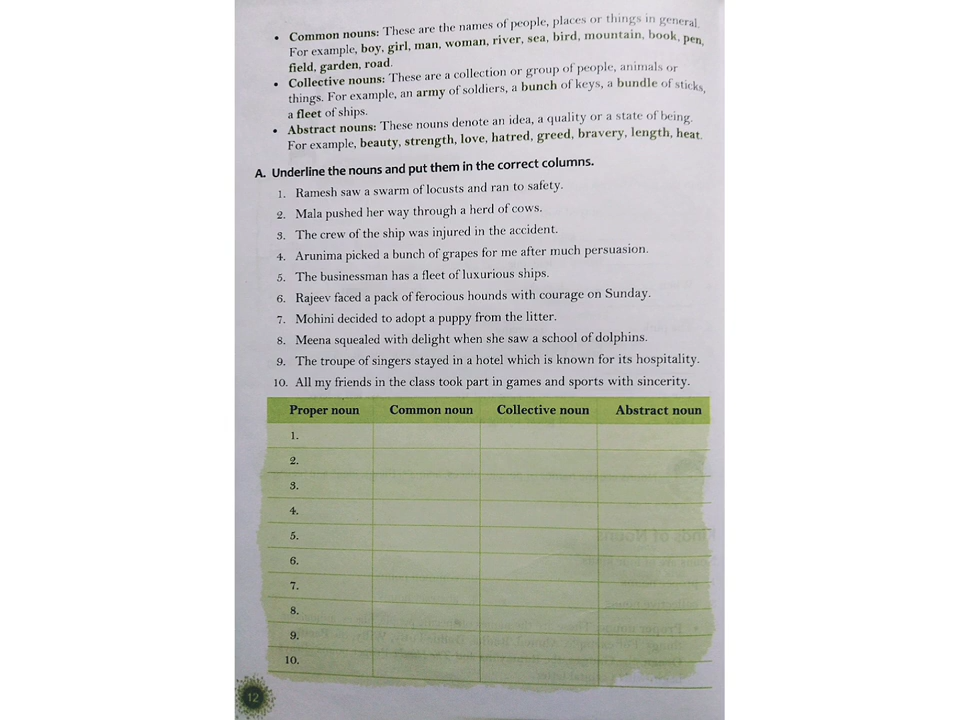 • Common nouns: These are the names of people, places or things in general.
For example, boy, girl, man, woman, river, sea, bird, mountain, book, pen,
field, garden, road.
• Collective nouns: These are a collection or group of people, animals or
things. For example, an army of soldiers, a bunch of keys, a bundle of sticks,
a fleet of ships.
• Abstract nouns: These nouns denote an idea, a quality or a state of being.
For example, beauty, strength, love, hatred, greed, bravery, length, heat.
A. Underline the nouns and put them in the correct columns.
1. Ramesh saw a swarm of locusts and ran to safety.
2. Mala pushed her way through a herd of cows.
3. The crew of the ship was injured in the accident.
4. Arunima picked a bunch of grapes for me after much persuasion.
5. The businessman has a fleet of luxurious ships.
6. Rajeev faced a pack of ferocious hounds with courage on Sunday.
7. Mohini decided to adopt a puppy from the litter.
8. Meena squealed with delight when she saw a school of dolphins.
9. The troupe of singers stayed in a hotel which is known for its hospitality.
10. All my friends in the class took part in games and sports with sincerity.
Proper noun Common noun Collective noun Abstract noun
1.
2.
3.
4.
5.
6.
7.
8.
9.
10.
12